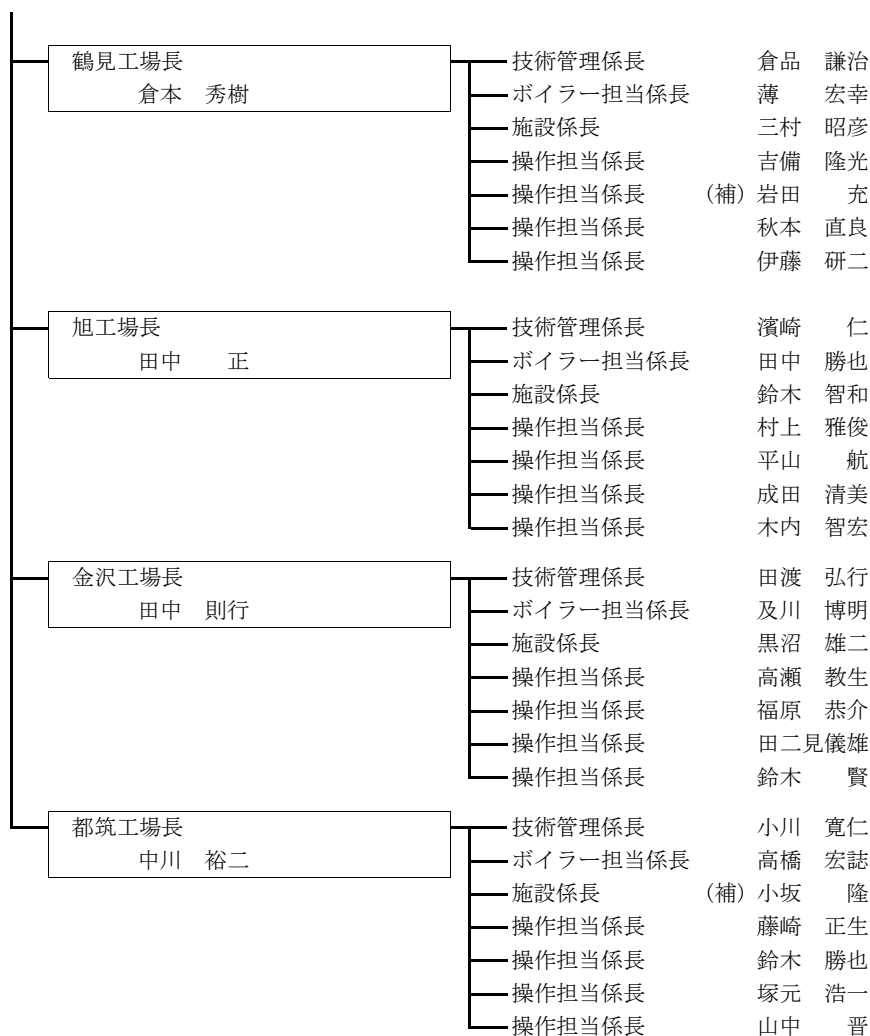 鶴見工場長
倉本　秀樹
技術管理係長　倉品　謙治
ボイラー担当係長　薄　宏幸
施設係長　三村　昭彦
操作担当係長　吉備　隆光
操作担当係長　（補）岩田　充
操作担当係長　秋本　直良
操作担当係長　伊藤　研二
旭工場長
田中　正
技術管理係長　濱崎　仁
ボイラー担当係長　田中　勝也
施設係長　鈴木　智和
操作担当係長　村上　雅俊
操作担当係長　平山　航
操作担当係長　成田　清美
操作担当係長　木内　智宏
金沢工場長
田中　則行
技術管理係長　田渡　弘行
ボイラー担当係長　及川　博明
施設係長　黒沼　雄二
操作担当係長　高瀬　教生
操作担当係長　福原　恭介
操作担当係長　田二見儀雄
操作担当係長　鈴木　賢
都筑工場長
中川　裕二
技術管理係長　小川　寛仁
ボイラー担当係長　高橋　宏誌
施設係長　（補）小坂　隆
操作担当係長　藤崎　正生
操作担当係長　鈴木　勝也
操作担当係長　塚元　浩一
操作担当係長　山中　晋